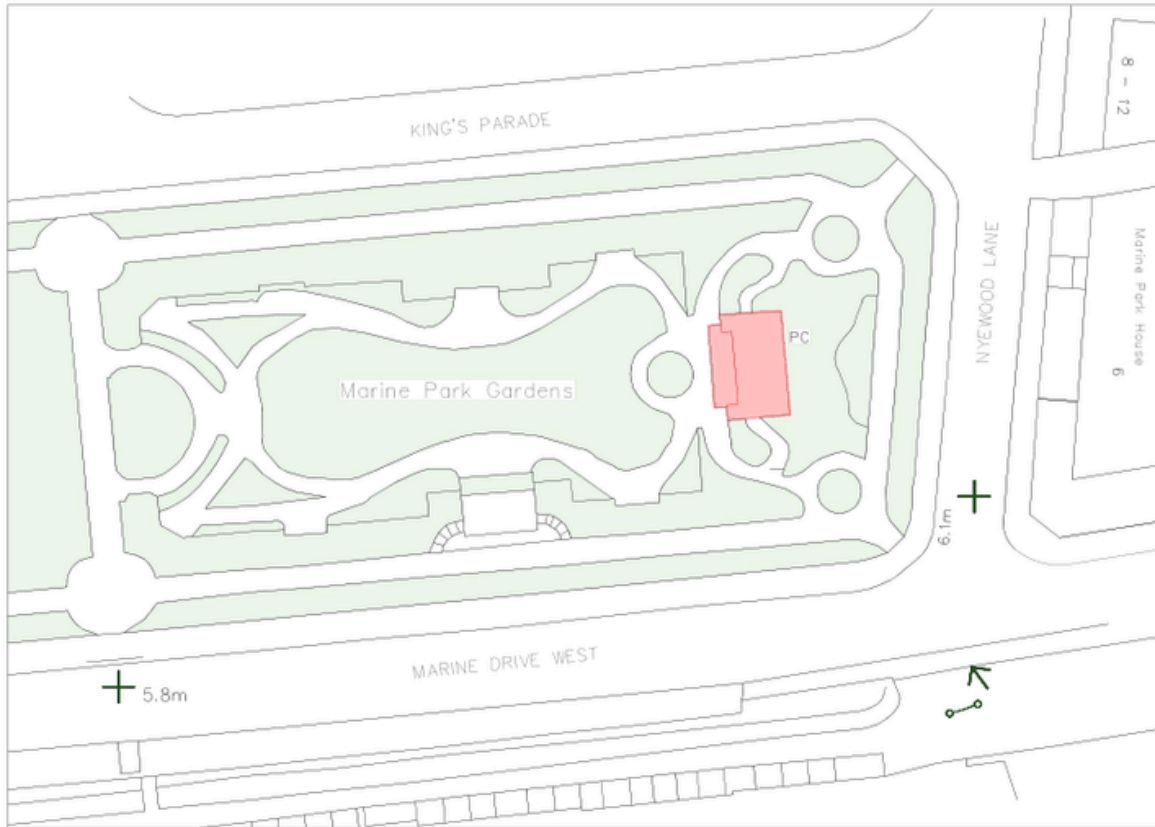 8 - 12
KING'S PARADE
NYEWOOD LANE
Marine Park House
PC
6
Marine Park Gardens
6.1m
MARINE DRIVE WEST
5.8m